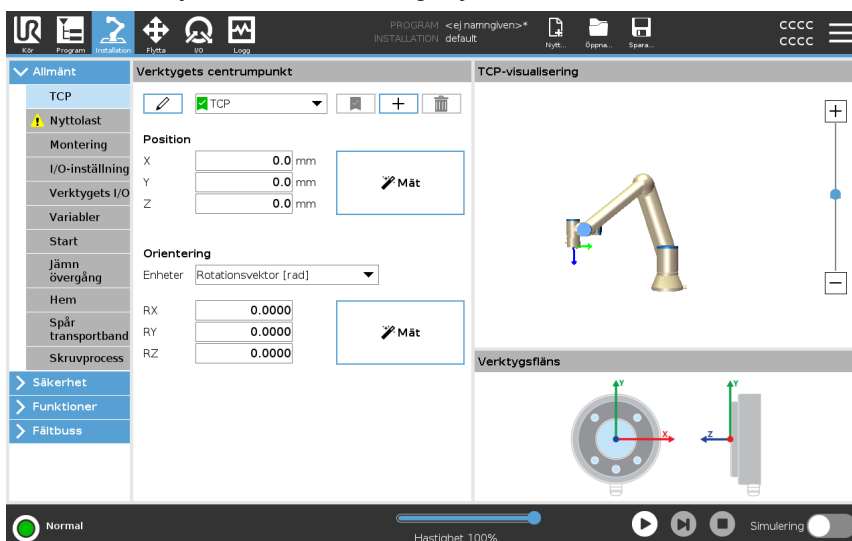 UR
Kör
Program
Installation
Flytta
I/O
Logg
PROGRAM <ej namngiven>*
INSTALLATION default
Nytt...
Öppna...
Spara...
cccc
cccc
Allmänt
TCP
Nyttolast
Montering
I/O-inställning
Verktygets I/O
Variabler
Start
Jämn
övergång
Hem
Spår
transportband
Skruvprocess
Säkerhet
Funktioner
Fältbuss
Verktygets centrumpunkt
TCP
Position
X 0.0 mm
Y 0.0 mm
Z 0.0 mm
Mät
Orientering
Enheter Rotationsvektor [rad]
RX 0.0000
RY 0.0000
RZ 0.0000
Mät
TCP-visualisering
Verktygsfläns
Y
X
Y
Z
Normal
Hastighet 100%
Simulering